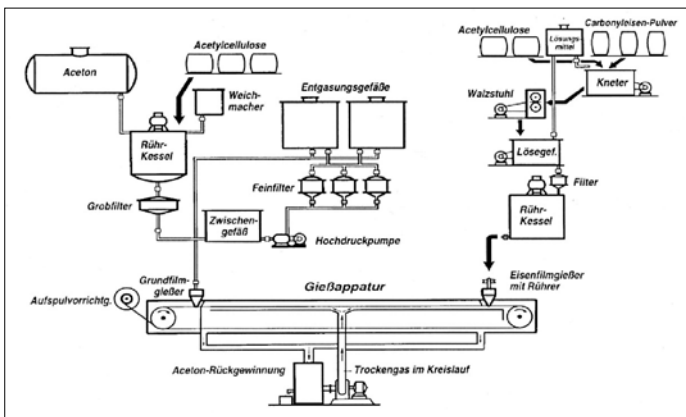 Acetylcellulose
Aceton
Weich-
macher
Entgasungsgefäße
Rühr-
Kessel
Feinfilter
Grobfilter
Zwischen-
gefäß
Hochdruckpumpe
Acetylcellulose
Lösungs-
mittel
Carbonyleisen-Pulver
Kneter
Walzstuhl
Lösegef.
Filter
Rühr-
Kessel
Grundfilm-
gießer
Gießappatur
Eisenfilmgießer
mit Rührer
Aufspulvorrichtg.
Aceton-Rückgewinnung
Trockengas im Kreislauf